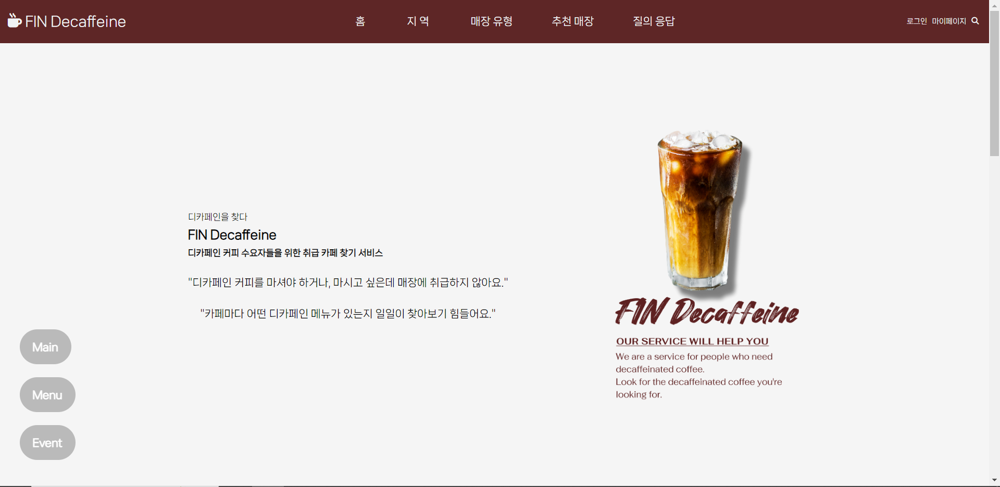 FIN Decaffeine
홈 지 역 매장 유형 추천 매장 질의 응답
로그인 마이페이지
디카페인을 찾다
FIN Decaffeine
디카페인 커피 수요자들을 위한 취급 카페 찾기 서비스
"디카페인 커피를 마셔야 하거나, 마시고 싶은데 매장에 취급하지 않아요."
"카페마다 어떤 디카페인 메뉴가 있는지 일일이 찾아보기 힘들어요."
FIN Decaffeine
OUR SERVICE WILL HELP YOU
We are a service for people who need
decaffeinated coffee.
Look for the decaffeinated coffee you're
looking for.
Main
Menu
Event